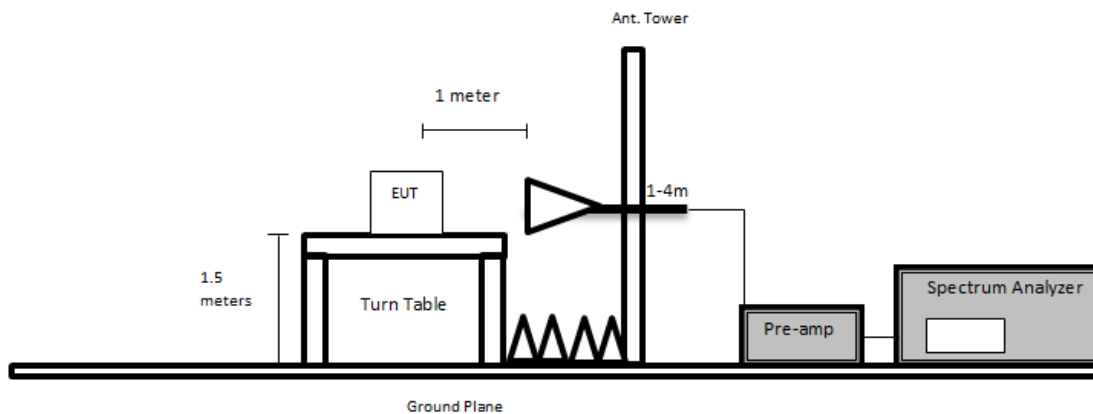 Ant. Tower
1 meter
EUT
1-4m
1.5
meters
Turn Table
Pre-amp
Spectrum Analyzer
Ground Plane